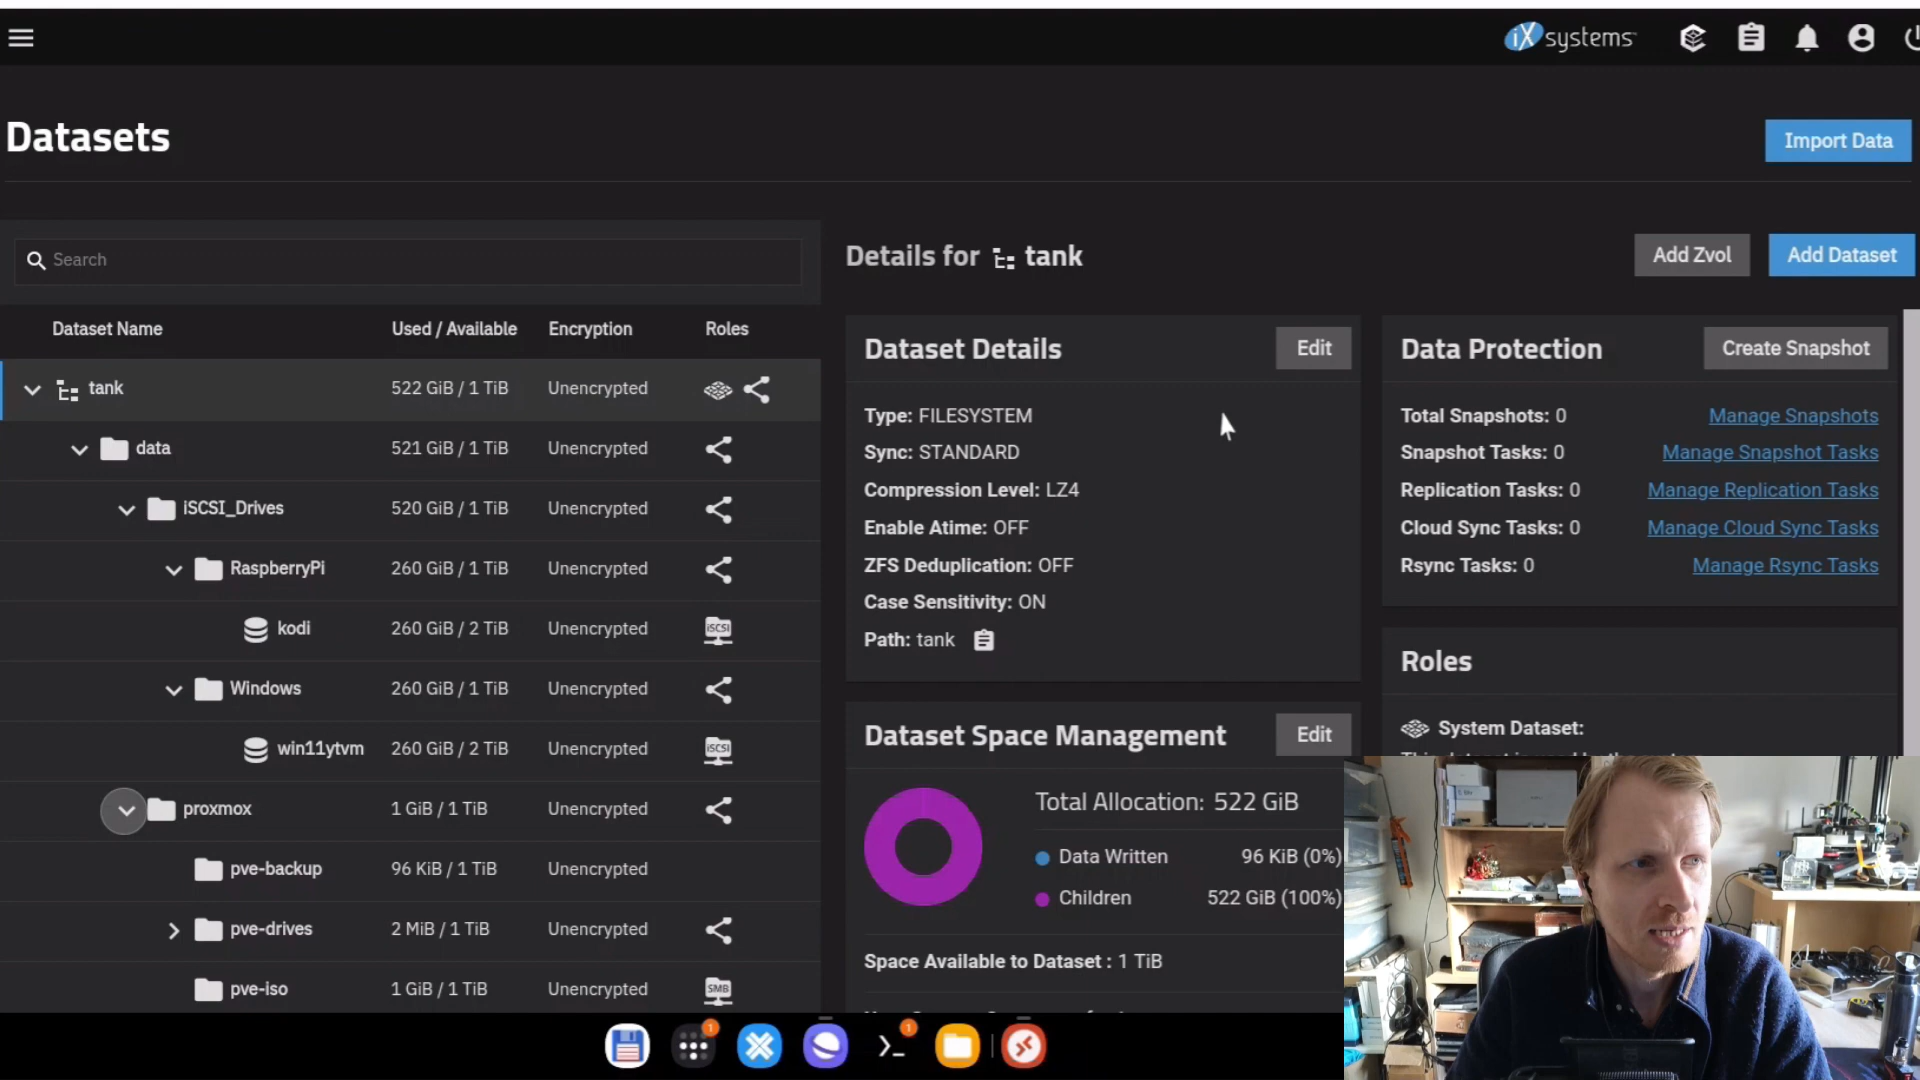 iX systems
Datasets
Import Data
Search
Details for tank
Add Zvol
Add Dataset
Dataset Name Used / Available Encryption Roles
tank 522 GiB / 1 TiB Unencrypted
data 521 GiB / 1 TiB Unencrypted
iSCSI_Drives 520 GiB / 1 TiB Unencrypted
RaspberryPi 260 GiB / 1 TiB Unencrypted
kodi 260 GiB / 2 TiB Unencrypted iSCSI
Windows 260 GiB / 1 TiB Unencrypted
win11ytvm 260 GiB / 2 TiB Unencrypted iSCSI
proxmox 1 GiB / 1 TiB Unencrypted
pve-backup 96 KiB / 1 TiB Unencrypted
pve-drives 2 MiB / 1 TiB Unencrypted
pve-iso 1 GiB / 1 TiB Unencrypted SMB
Dataset Details Edit
Type: FILESYSTEM
Sync: STANDARD
Compression Level: LZ4
Enable Atime: OFF
ZFS Deduplication: OFF
Case Sensitivity: ON
Path: tank
Dataset Space Management Edit
Total Allocation: 522 GiB
Data Written 96 KiB (0%)
Children 522 GiB (100%)
Space Available to Dataset : 1 TiB
Data Protection Create Snapshot
Total Snapshots: 0 Manage Snapshots
Snapshot Tasks: 0 Manage Snapshot Tasks
Replication Tasks: 0 Manage Replication Tasks
Cloud Sync Tasks: 0 Manage Cloud Sync Tasks
Rsync Tasks: 0 Manage Rsync Tasks
Roles
System Dataset:
1
1